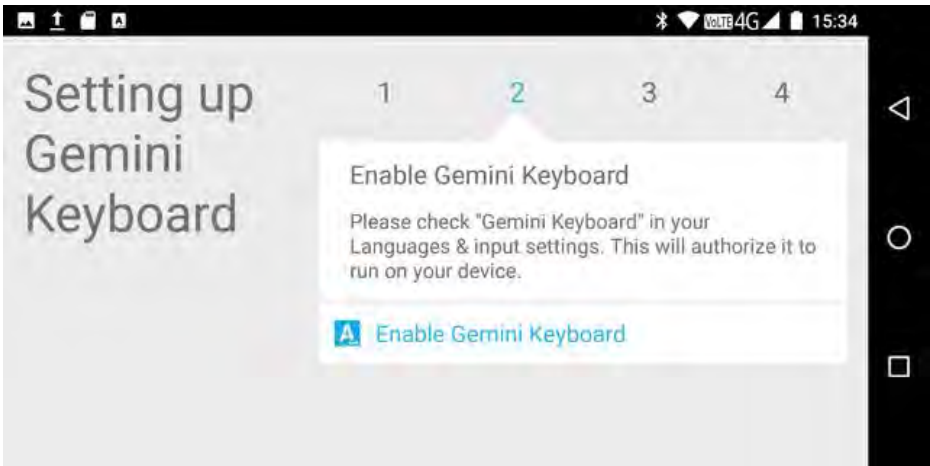 VoLTE 4G 15:34
Setting up
Gemini
Keyboard
1 2 3 4
Enable Gemini Keyboard
Please check "Gemini Keyboard" in your
Languages & input settings. This will authorize it to
run on your device.
A Enable Gemini Keyboard